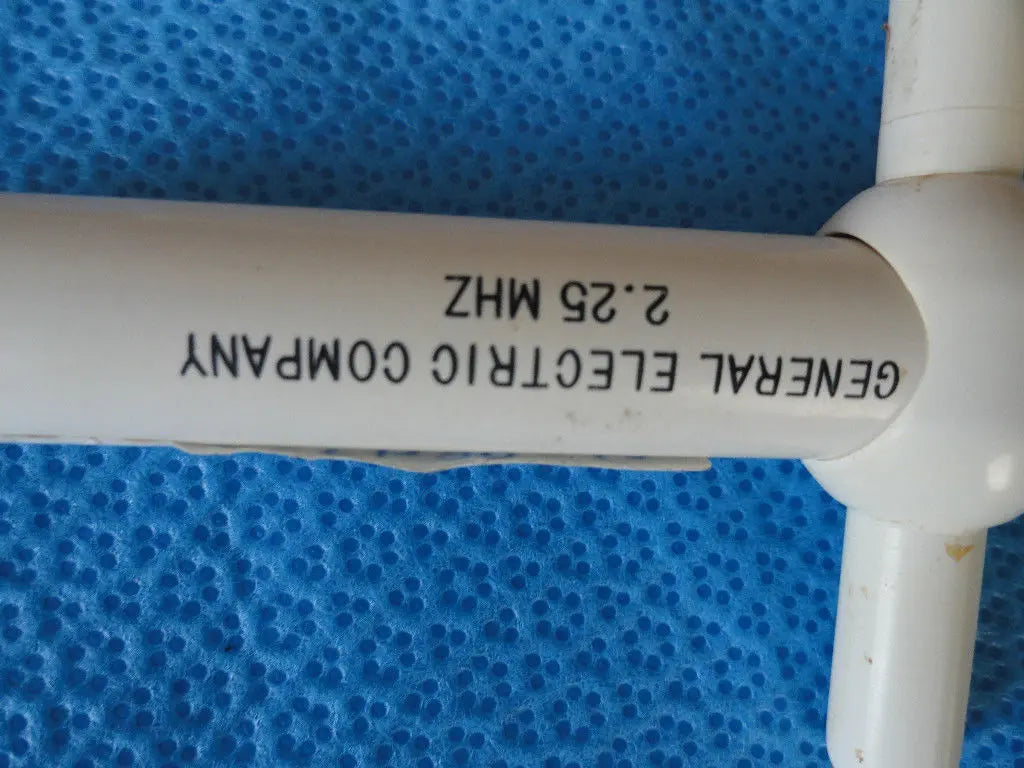 GENERAL ELECTRIC COMPANY
2.25 MHZ